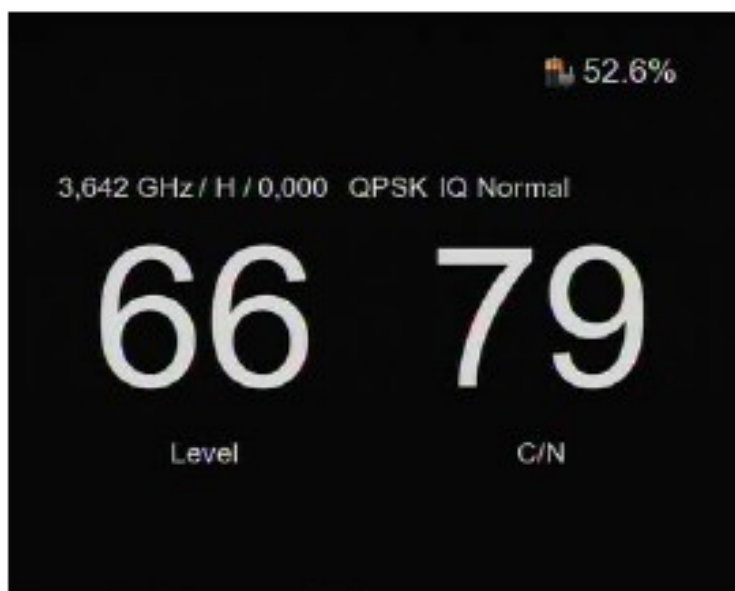 52.6%
3,642 GHz / H / 0,000 QPSK IQ Normal
66 79
Level C/N